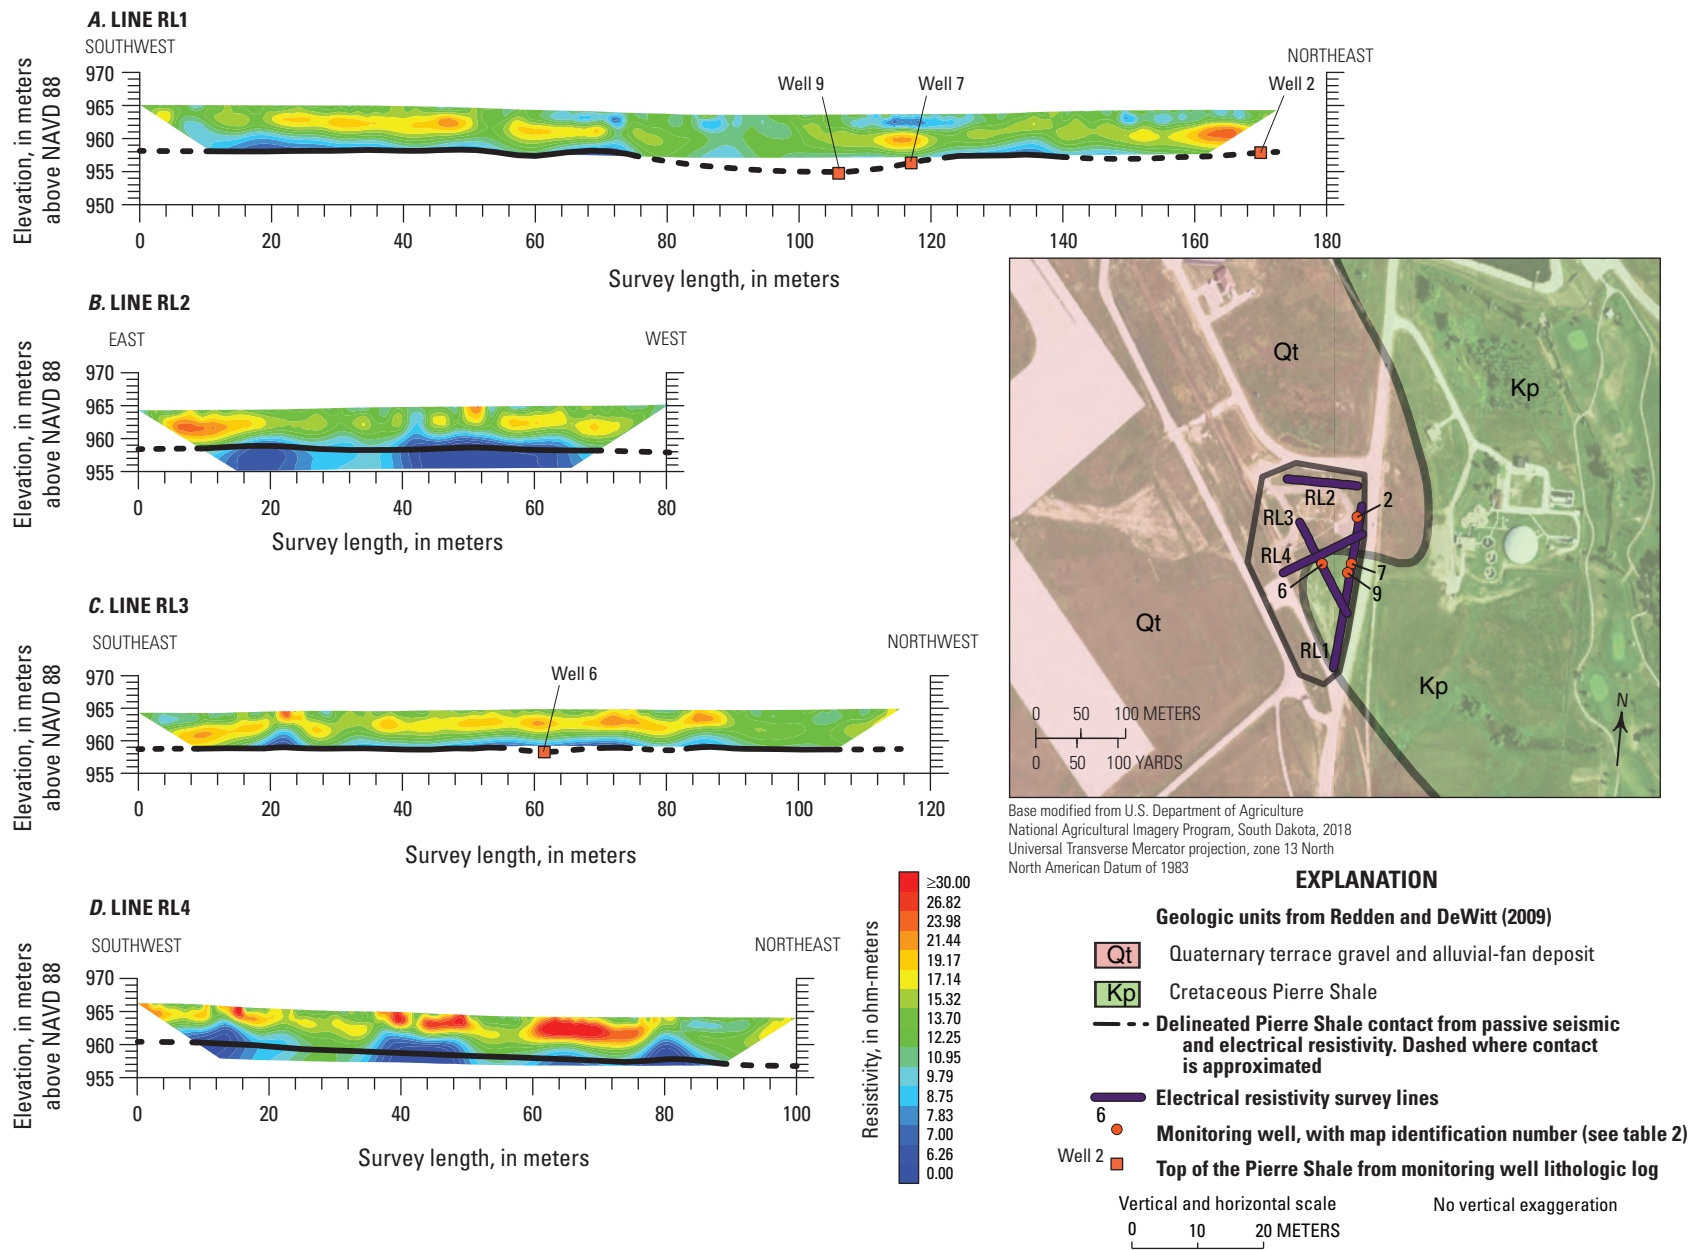 A. LINE RL1
SOUTHWEST
NORTHEAST
Elevation, in meters
above NAVD 88
970
965
960
955
950
Well 9
Well 7
Well 2
0 20 40 60 80 100 120 140 160 180
Survey length, in meters
B. LINE RL2
EAST
WEST
Elevation, in meters
above NAVD 88
970
965
960
955
0 20 40 60 80
Survey length, in meters
C. LINE RL3
SOUTHEAST
NORTHWEST
Elevation, in meters
above NAVD 88
970
965
960
955
Well 6
0 20 40 60 80 100 120
Survey length, in meters
D. LINE RL4
SOUTHWEST
NORTHEAST
Elevation, in meters
above NAVD 88
970
965
960
955
0 20 40 60 80 100
Survey length, in meters
Resistivity, in ohm-meters
≥30.00
26.82
23.98
21.44
19.17
17.14
15.32
13.70
12.25
10.95
9.79
8.75
7.83
7.00
6.26
0.00
Qt
Kp
RL2
2
RL3
RL4
7
6
9
Qt
RL1
Kp
N
0 50 100 METERS
0 50 100 YARDS
Base modified from U.S. Department of Agriculture
National Agricultural Imagery Program, South Dakota, 2018
Universal Transverse Mercator projection, zone 13 North
North American Datum of 1983
EXPLANATION
Geologic units from Redden and DeWitt (2009)
Qt Quaternary terrace gravel and alluvial-fan deposit
Kp Cretaceous Pierre Shale
Delineated Pierre Shale contact from passive seismic
and electrical resistivity. Dashed where contact
is approximated
Electrical resistivity survey lines
6
Monitoring well, with map identification number (see table 2)
Well 2
Top of the Pierre Shale from monitoring well lithologic log
Vertical and horizontal scale
No vertical exaggeration
0 10 20 METERS